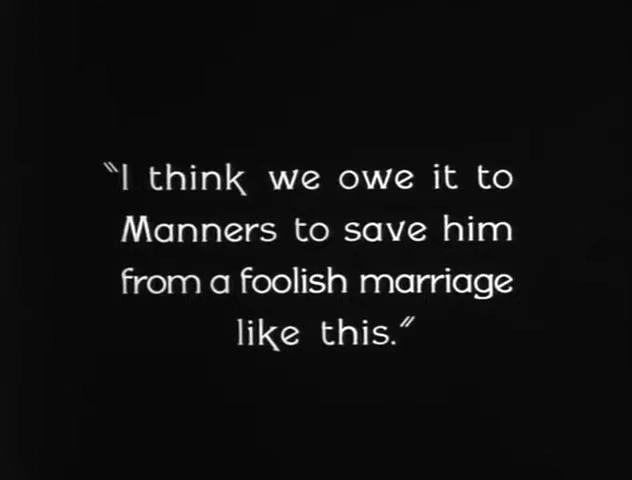 "I think we owe it to
Manners to save him
from a foolish marriage
like this."